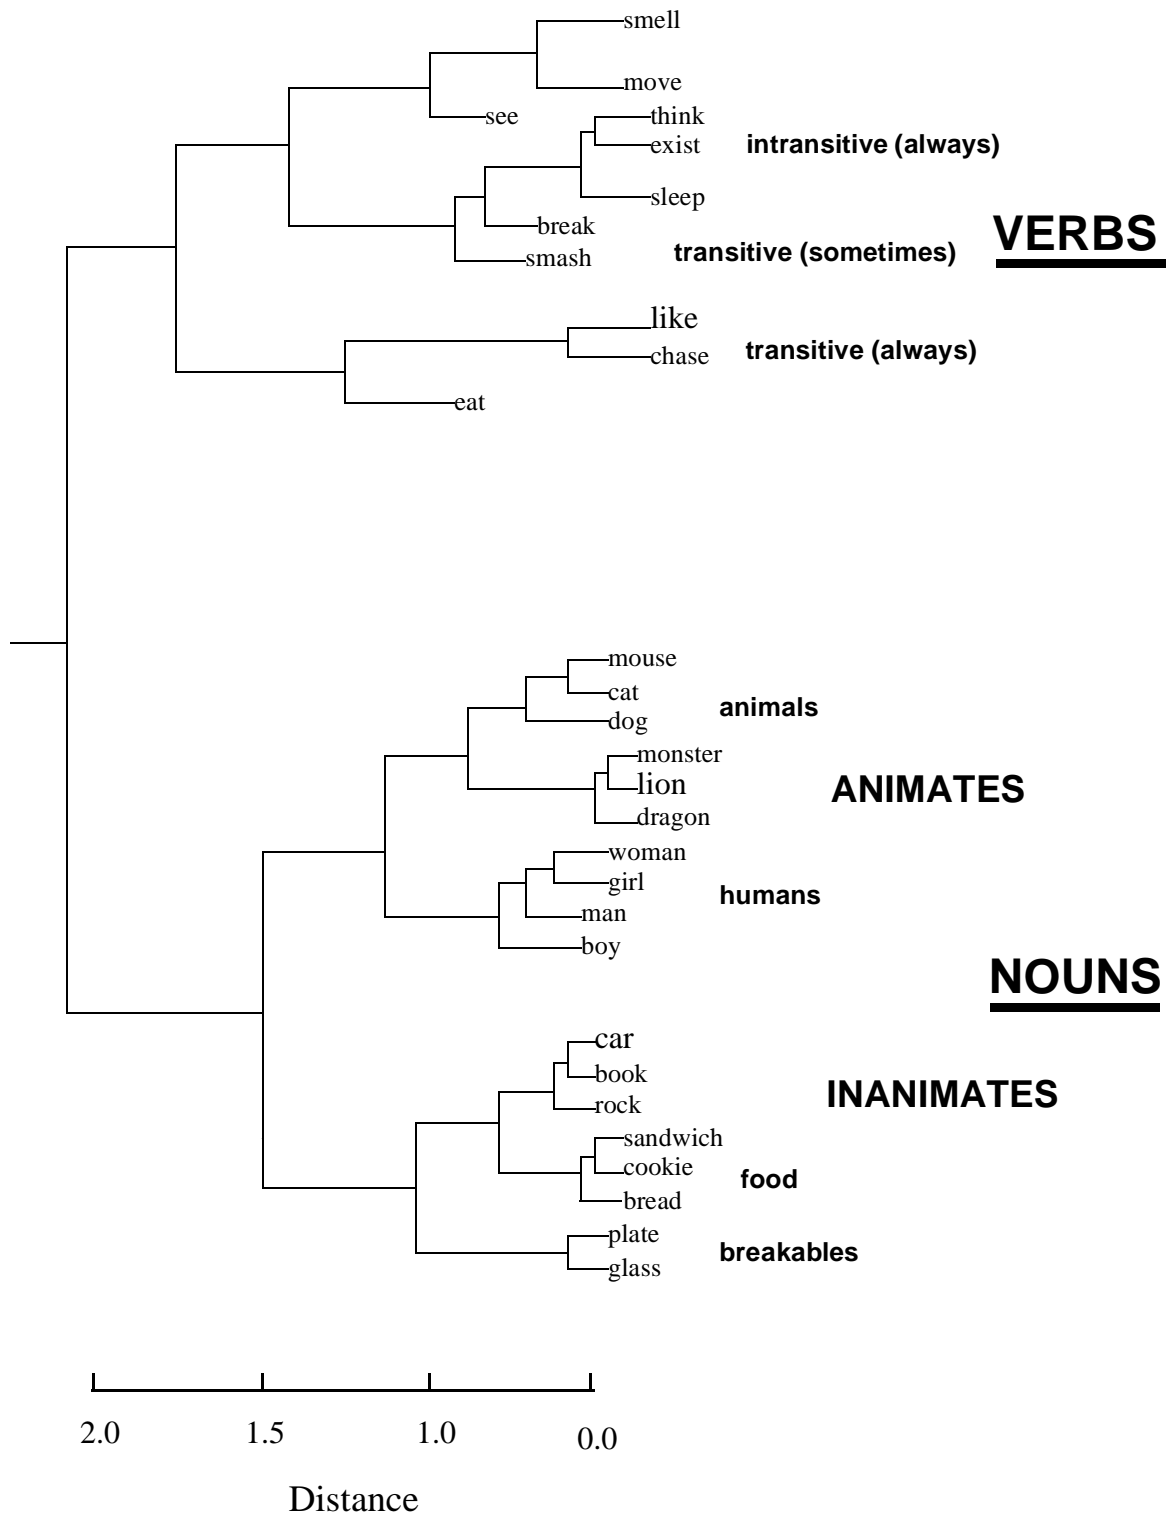 smell
move
see
think
exist
intransitive (always)
sleep
break
VERBS
smash
transitive (sometimes)
like
chase
transitive (always)
eat
mouse
cat
animals
dog
monster
lion
ANIMATES
dragon
woman
girl
humans
man
boy
NOUNS
car
book
INANIMATES
rock
sandwich
cookie
food
bread
plate
breakables
glass
2.0 1.5 1.0 0.0
Distance